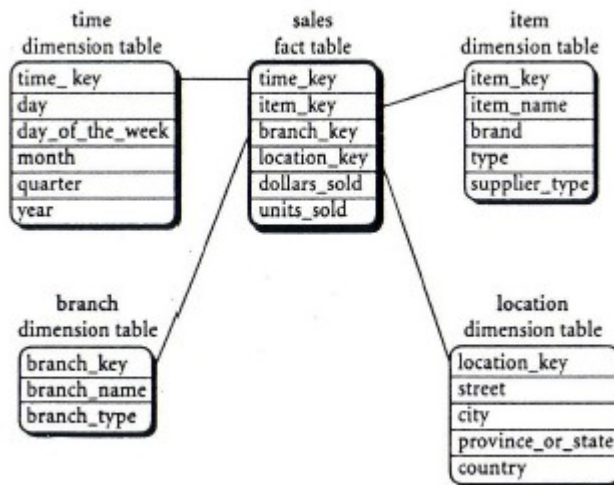 time
dimension table
time_ key
day
day_of_the_week
month
quarter
year
sales
fact table
time_key
item_key
branch_key
location_key
dollars_sold
units_sold
item
dimension table
item_key
item_name
brand
type
supplier_type
branch
dimension table
branch_key
branch_name
branch_type
location
dimension table
location_key
street
city
province_or_state
country